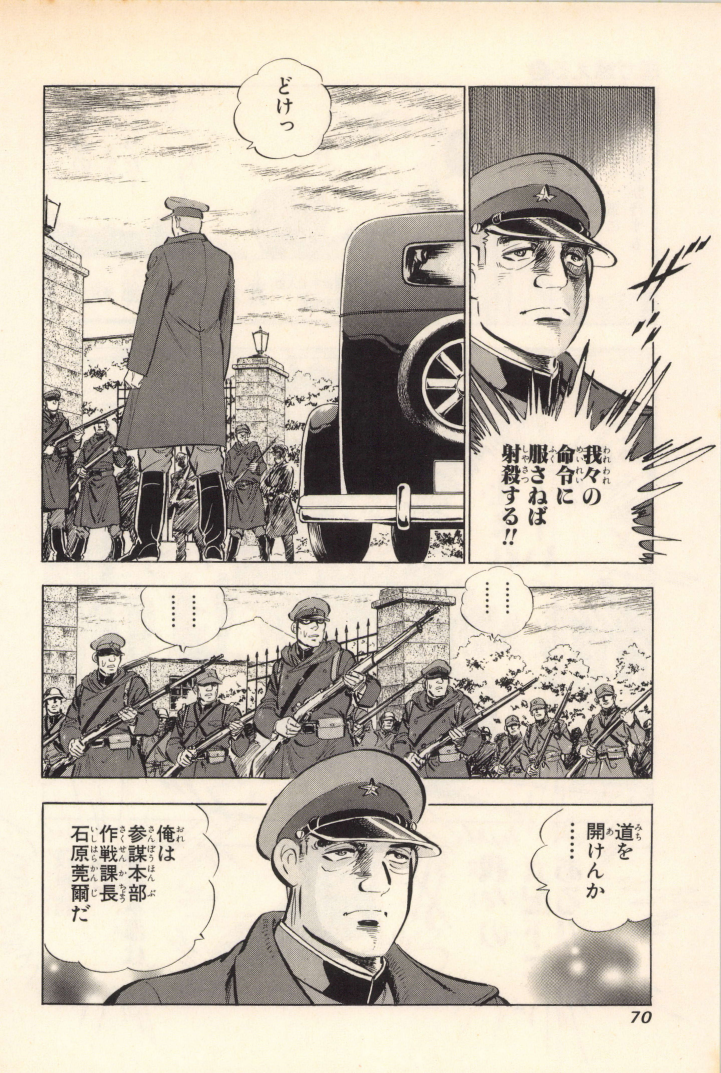 我々の
命令に
服さねば
射殺する!!
ザッ
どけっ
…… ……
…… ……
道を
開けんか
……
俺は
参謀本部
作戦課長
石原莞爾だ
70